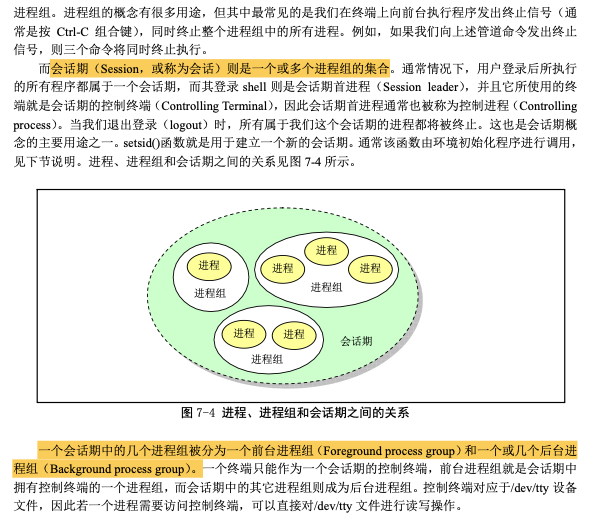 进程组。进程组的概念有很多用途，但其中最常见的是我们在终端上向前台执行程序发出终止信号（通
常是按 Ctrl-C 组合键），同时终止整个进程组中的所有进程。例如，如果我们向上述管道命令发出终止
信号，则三个命令将同时终止执行。
而会话期（Session，或称为会话）则是一个或多个进程组的集合。通常情况下，用户登录后所执行
的所有程序都属于一个会话期，而其登录 shell 则是会话期首进程（Session leader），并且它所使用的终
端就是会话期的控制终端（Controlling Terminal），因此会话期首进程通常也被称为控制进程（Controlling
process）。当我们退出登录（logout）时，所有属于我们这个会话期的进程都将被终止。这也是会话期概
念的主要用途之一。setsid()函数就是用于建立一个新的会话期。通常该函数由环境初始化程序进行调用，
见下节说明。进程、进程组和会话期之间的关系见图 7-4 所示。
进程
进程
进程
进程
进程组
进程组
进程
进程
会话期
进程组
图 7-4 进程、进程组和会话期之间的关系
一个会话期中的几个进程组被分为一个前台进程组（Foreground process group）和一个或几个后台进
程组（Background process group）。一个终端只能作为一个会话期的控制终端，前台进程组就是会话期中
拥有控制终端的一个进程组，而会话期中的其它进程组则成为后台进程组。控制终端对应于/dev/tty 设备
文件，因此若一个进程需要访问控制终端，可以直接对/dev/tty 文件进行读写操作。